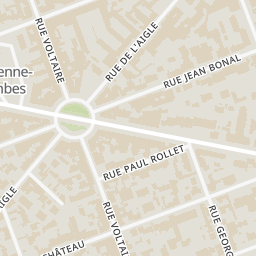 RUE VOLTAIRE
RUE DE L'AIGLE
RUE JEAN BONAL
enne-
mbes
RUE PAUL ROLLET
AIGLE
RUE VOLTAI
RUE GEORG
CHÂTEAU